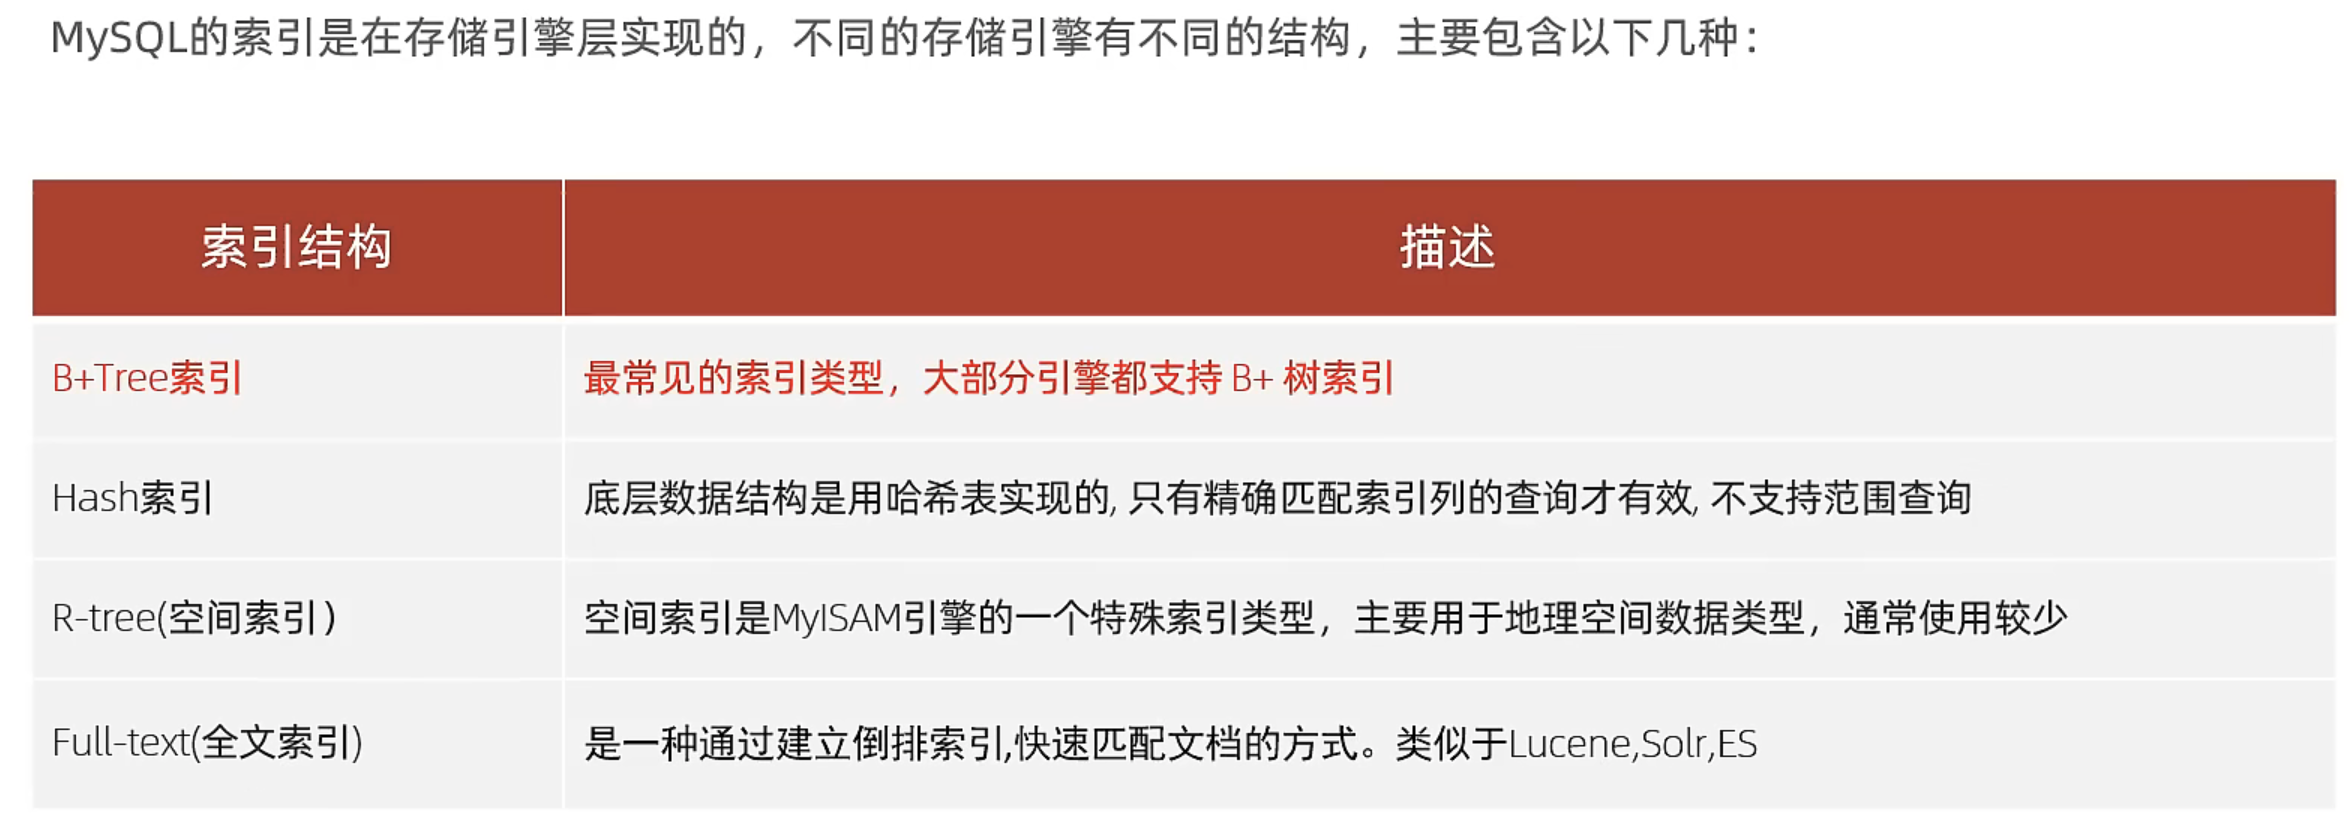 MySQL的索引是在存储引擎层实现的，不同的存储引擎有不同的结构，主要包含以下几种：
索引结构 描述
B+Tree索引 最常见的索引类型，大部分引擎都支持 B+ 树索引
Hash索引 底层数据结构是用哈希表实现的, 只有精确匹配索引列的查询才有效, 不支持范围查询
R-tree(空间索引） 空间索引是MyISAM引擎的一个特殊索引类型，主要用于地理空间数据类型，通常使用较少
Full-text(全文索引) 是一种通过建立倒排索引,快速匹配文档的方式。类似于Lucene,Solr,ES